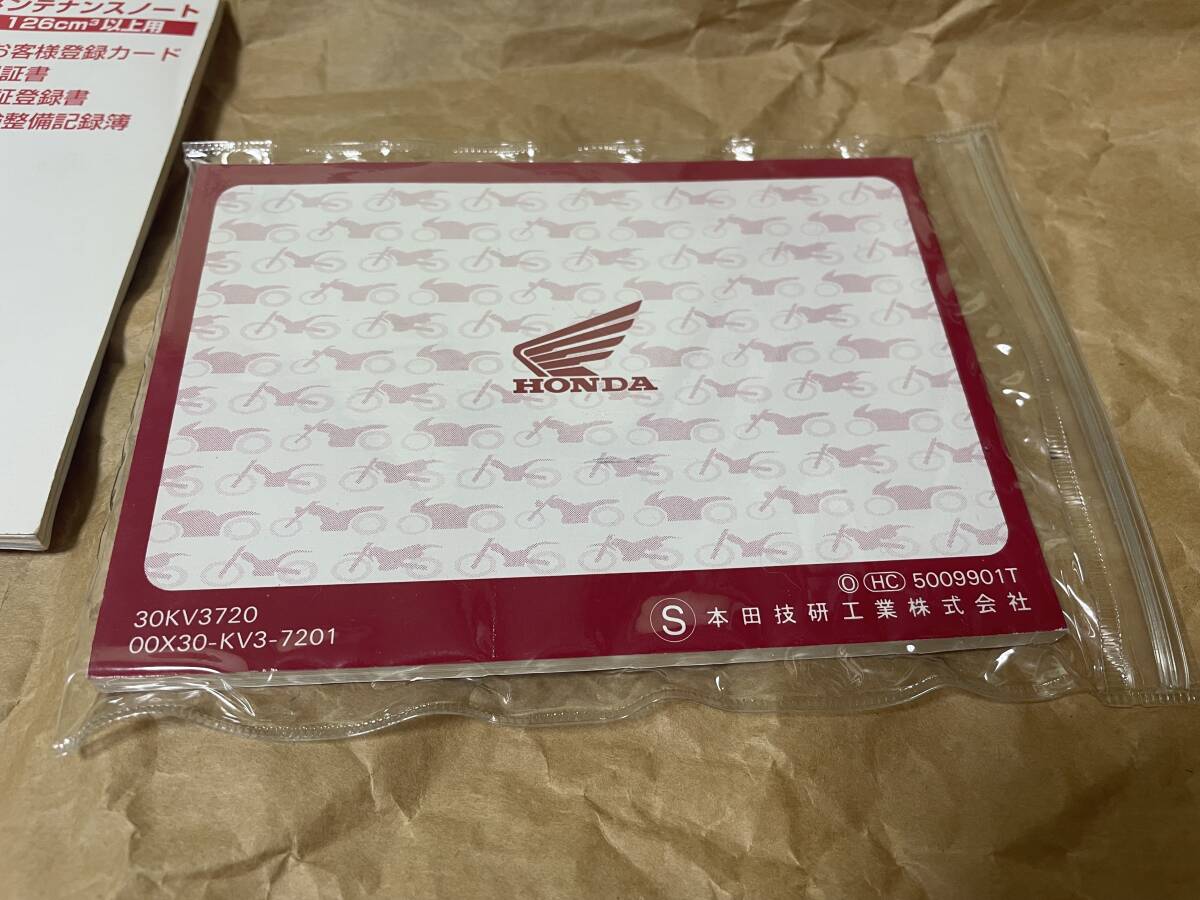 メンテナンスノート
126cm³以上用
お客様登録カード
証書
証登録書
整備記録簿
HONDA
30KV3720
00X30-KV3-7201
Ⓞ HC 5009901T
Ⓢ 本田技研工業株式会社